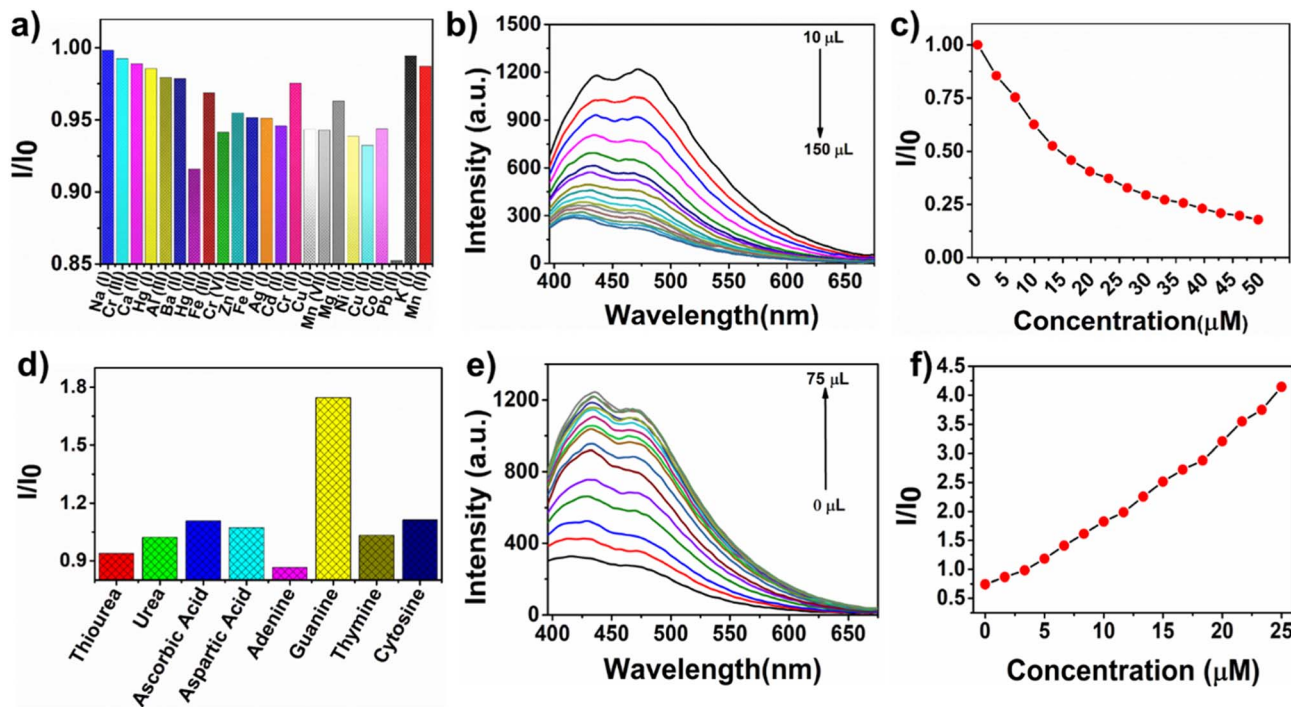 a)
I/I0
1.00
0.95
0.90
0.85
Na (I)
Cr (III)
Ca (II)
Hg (I)
Al (III)
Ba (II)
Hg (II)
Fe (III)
Cr (VI)
Zn (II)
Fe (II)
Ag (I)
Cd (II)
Cr (II)
Cu (I)
Mn (VII)
Mg (II)
Ni (II)
Cu (II)
Co (II)
Pb (II)
K (I)
Mn
b)
Intensity (a.u.)
1500
1200
900
600
300
0
10 μL
150 μL
400 450 500 550 600 650
Wavelength(nm)
c)
I/I0
1.00
0.75
0.50
0.25
0.00
0 5 10 15 20 25 30 35 40 45 50
Concentration(μM)
d)
I/I0
1.8
1.5
1.2
0.9
Thiourea
Urea
Ascorbic Acid
Aspartic Acid
Adenine
Guanine
Thymine
Cytosine
e)
Intensity (a.u.)
1200
800
400
0
75 μL
0 μL
400 450 500 550 600 650
Wavelength(nm)
f)
I/I0
4.5
4.0
3.5
3.0
2.5
2.0
1.5
1.0
0.5
0 5 10 15 20 25
Concentration (μM)